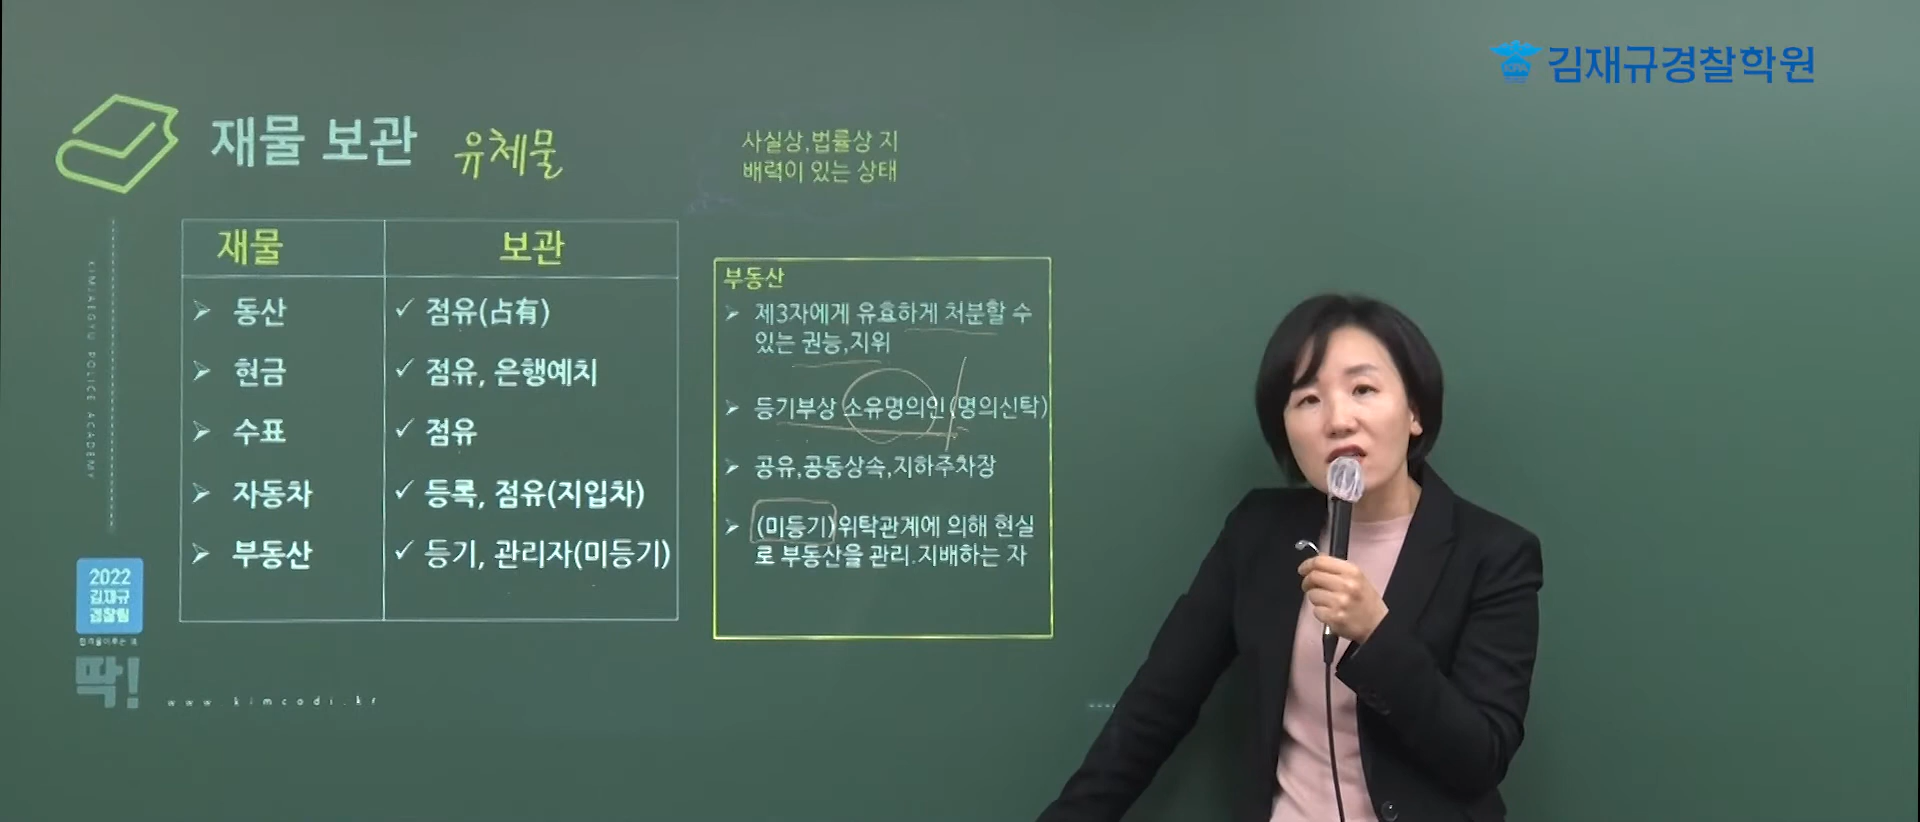 김재규경찰학원
재물 보관 유체물
사실상,법률상 지
배력이 있는 상태
재물 보관
동산 점유(占有)
현금 점유, 은행예치
수표 점유
자동차 등록, 점유(지입차)
부동산 등기, 관리자(미등기)
부동산
제3자에게 유효하게 처분할 수
있는 권능,지위
등기부상 소유명의인(명의신탁)
공유,공동상속,지하주차장
(미등기)위탁관계에 의해 현실
로 부동산을 관리.지배하는 자
KIMJAEGYU POLICE ACADEMY
2022
김재규
경찰팀
딱!
www kimcodi.kr